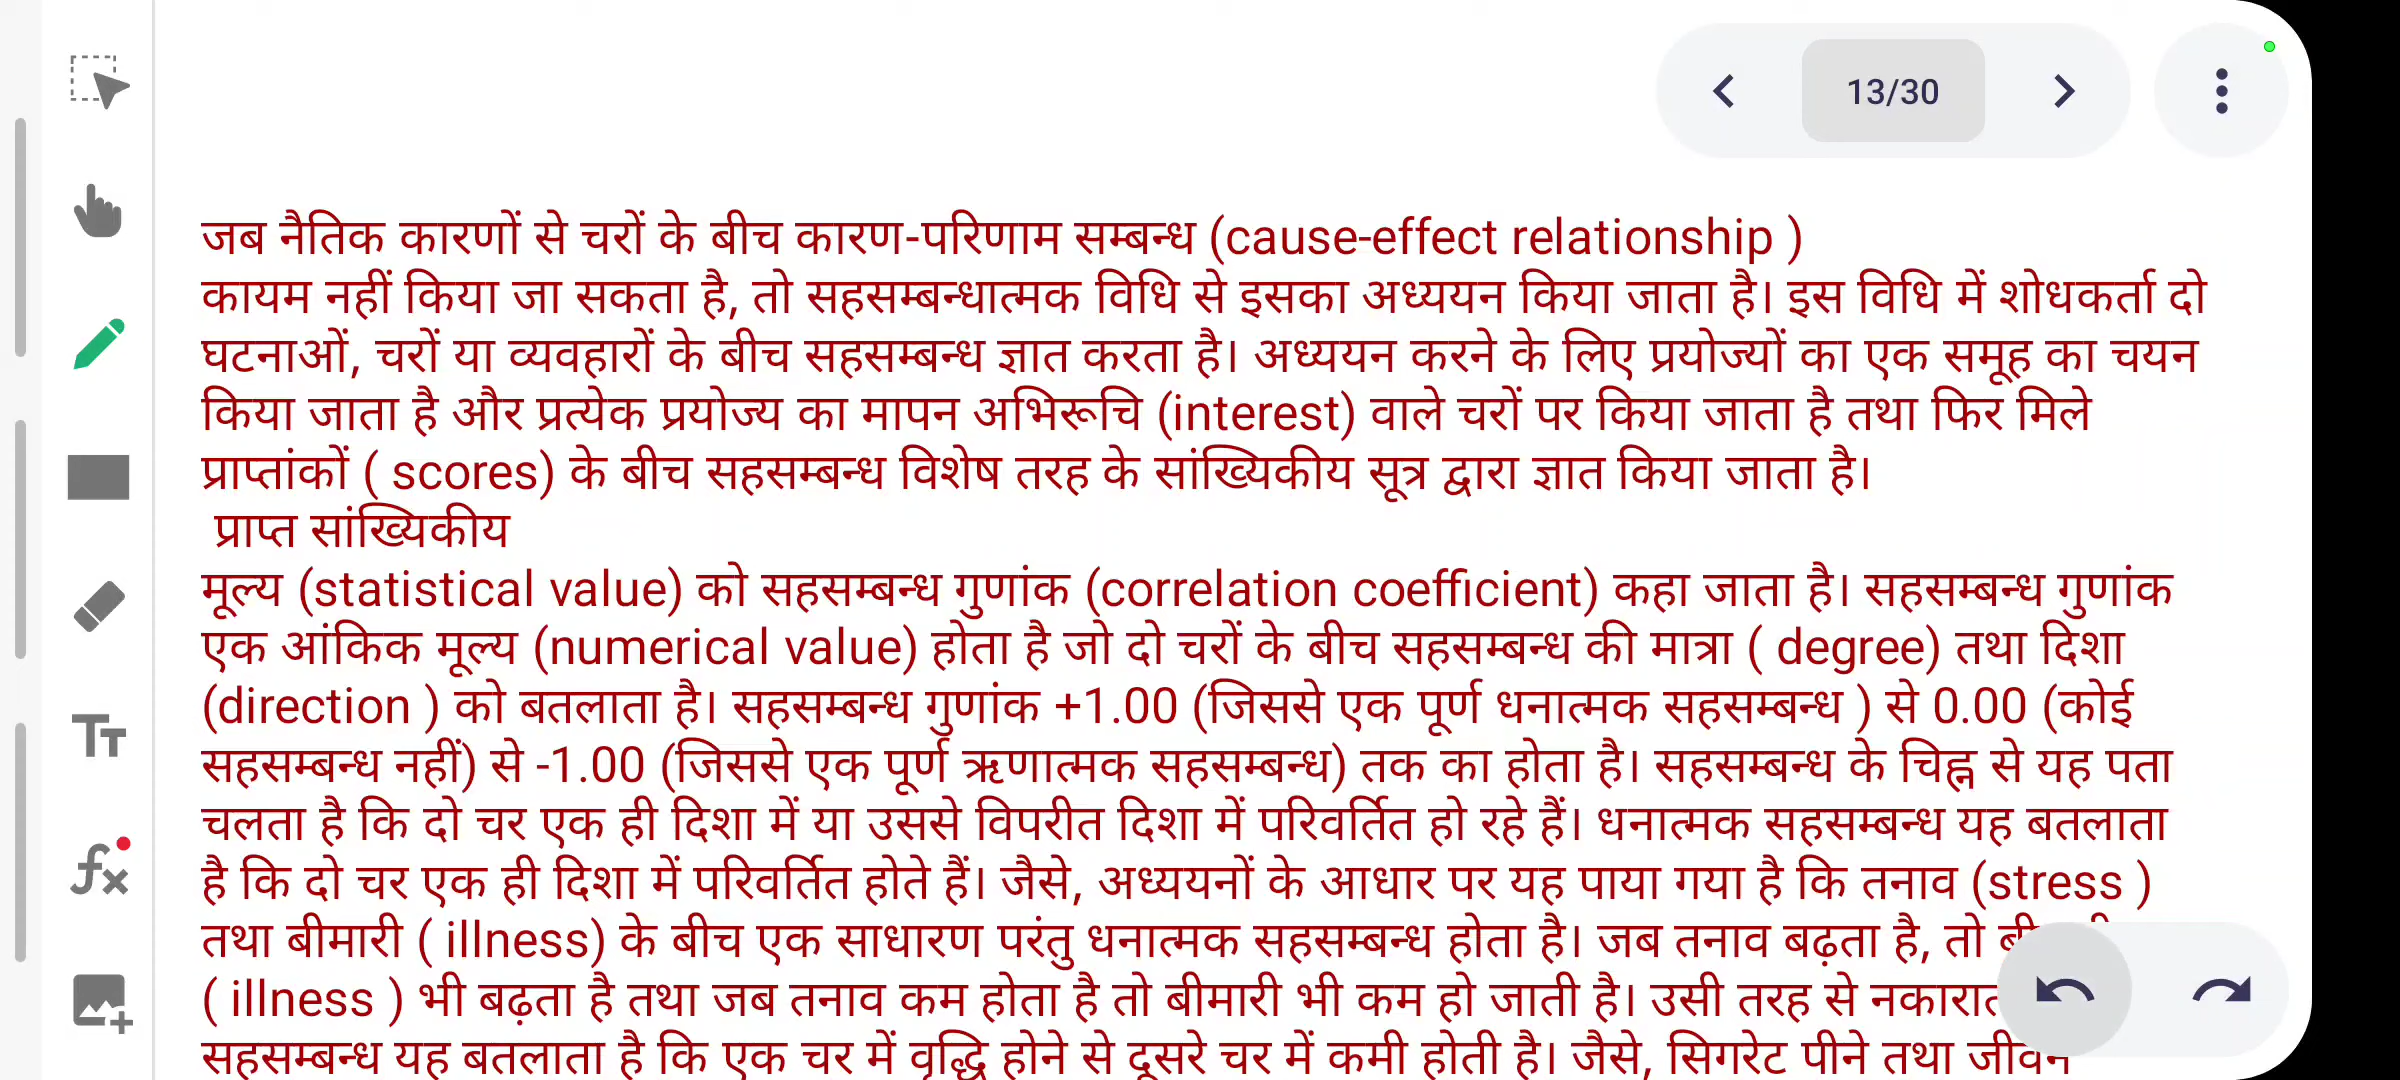 13/30
जब नैतिक कारणों से चरों के बीच कारण-परिणाम सम्बन्ध (cause-effect relationship )
कायम नहीं किया जा सकता है, तो सहसम्बन्धात्मक विधि से इसका अध्ययन किया जाता है। इस विधि में शोधकर्ता दो
घटनाओं, चरों या व्यवहारों के बीच सहसम्बन्ध ज्ञात करता है। अध्ययन करने के लिए प्रयोज्यों का एक समूह का चयन
किया जाता है और प्रत्येक प्रयोज्य का मापन अभिरूचि (interest) वाले चरों पर किया जाता है तथा फिर मिले
प्राप्तांकों ( scores) के बीच सहसम्बन्ध विशेष तरह के सांख्यिकीय सूत्र द्वारा ज्ञात किया जाता है।
प्राप्त सांख्यिकीय
मूल्य (statistical value) को सहसम्बन्ध गुणांक (correlation coefficient) कहा जाता है। सहसम्बन्ध गुणांक
एक आंकिक मूल्य (numerical value) होता है जो दो चरों के बीच सहसम्बन्ध की मात्रा ( degree) तथा दिशा
(direction ) को बतलाता है। सहसम्बन्ध गुणांक +1.00 (जिससे एक पूर्ण धनात्मक सहसम्बन्ध ) से 0.00 (कोई
सहसम्बन्ध नहीं) से -1.00 (जिससे एक पूर्ण ऋणात्मक सहसम्बन्ध) तक का होता है। सहसम्बन्ध के चिह्न से यह पता
चलता है कि दो चर एक ही दिशा में या उससे विपरीत दिशा में परिवर्तित हो रहे हैं। धनात्मक सहसम्बन्ध यह बतलाता
है कि दो चर एक ही दिशा में परिवर्तित होते हैं। जैसे, अध्ययनों के आधार पर यह पाया गया है कि तनाव (stress )
तथा बीमारी ( illness) के बीच एक साधारण परंतु धनात्मक सहसम्बन्ध होता है। जब तनाव बढ़ता है, तो
( illness ) भी बढ़ता है तथा जब तनाव कम होता है तो बीमारी भी कम हो जाती है। उसी तरह से
सहसम्बन्ध यह बतलाता है कि एक चर में वृद्धि होने से दूसरे चर में कमी होती है। जैसे, सिगरेट पीने तथा जीवन